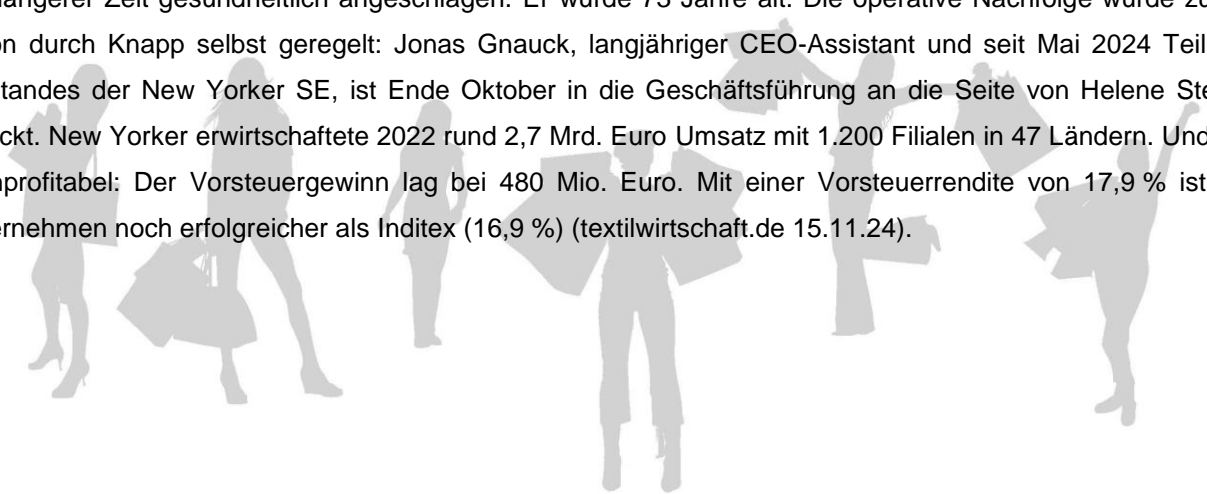 längerer Zeit gesundheitlich angeschlagen. Er wurde 75 Jahre alt. Die operative Nachfolge wurde zu
on durch Knapp selbst geregelt: Jonas Gnauck, langjähriger CEO-Assistant und seit Mai 2024 Teil
standes der New Yorker SE, ist Ende Oktober in die Geschäftsführung an die Seite von Helene Ste
ckt. New Yorker erwirtschaftete 2022 rund 2,7 Mrd. Euro Umsatz mit 1.200 Filialen in 47 Ländern. Und
nprofitabel: Der Vorsteuergewinn lag bei 480 Mio. Euro. Mit einer Vorsteuerrendite von 17,9 % ist
ernehmen noch erfolgreicher als Inditex (16,9 %) (textilwirtschaft.de 15.11.24).